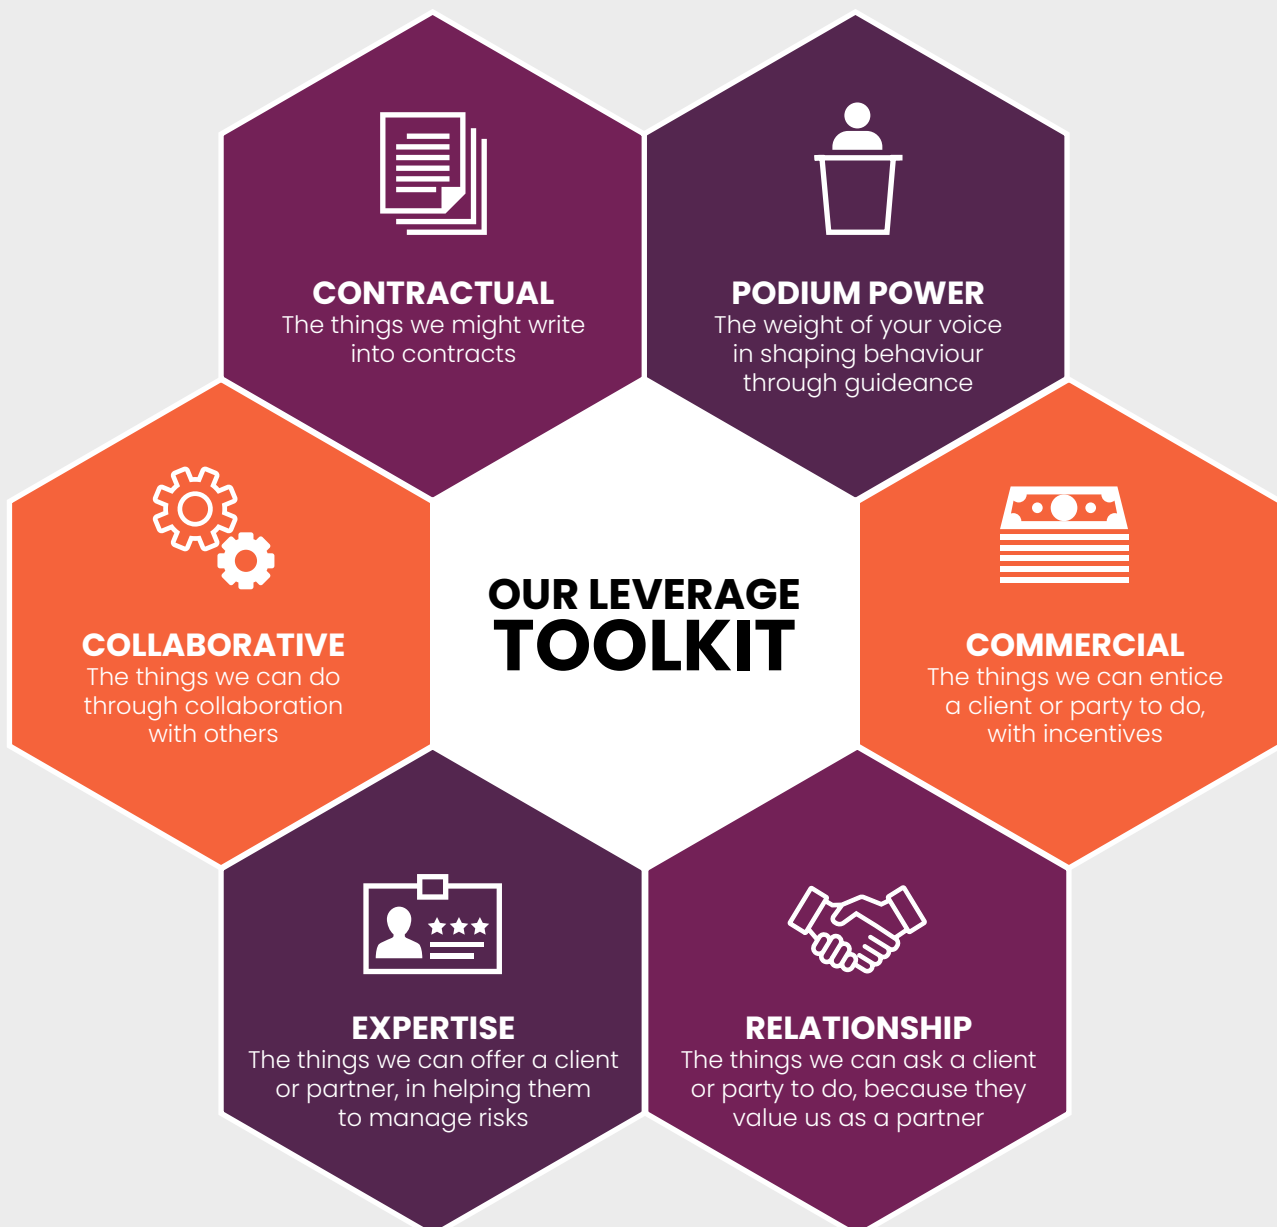 CONTRACTUAL
The things we might write
into contracts
PODIUM POWER
The weight of your voice
in shaping behaviour
through guideance
COLLABORATIVE
The things we can do
through collaboration
with others
OUR LEVERAGE
TOOLKIT
COMMERCIAL
The things we can entice
a client or party to do,
with incentives
EXPERTISE
The things we can offer a client
or partner, in helping them
to manage risks
RELATIONSHIP
The things we can ask a client
or party to do, because they
value us as a partner